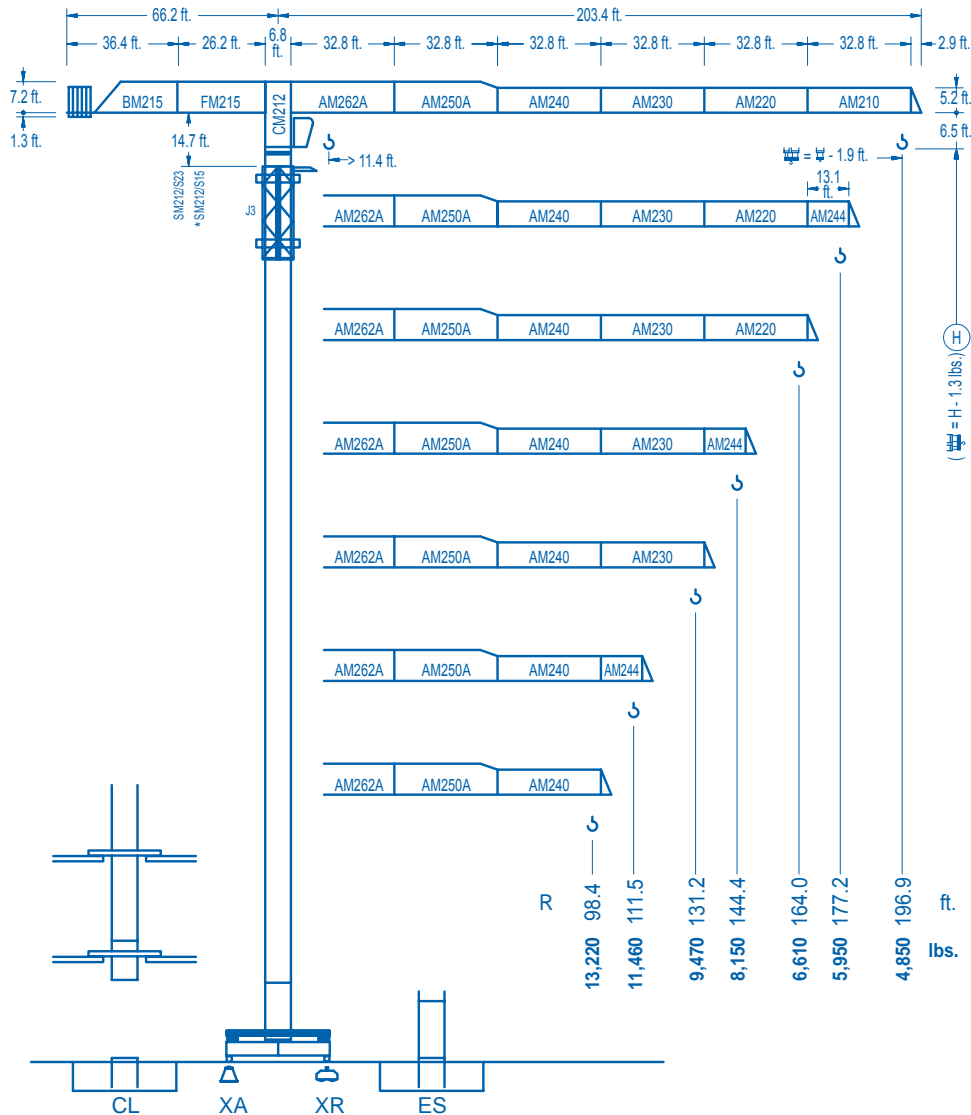 66.2 ft. 203.4 ft.
36.4 ft. 26.2 ft. 6.8 ft. 32.8 ft. 32.8 ft. 32.8 ft. 32.8 ft. 32.8 ft. 32.8 ft. 2.9 ft.
7.2 ft. BM215 FM215 CM212 AM262A AM250A AM240 AM230 AM220 AM210 5.2 ft.
1.3 ft. 14.7 ft. 6.5 ft.
> 11.4 ft. = - 1.9 ft.
13.1 ft.
SM212/S23
* SM212/S15
J3
AM262A AM250A AM240 AM230 AM220 AM244
AM262A AM250A AM240 AM230 AM220
H
( = H - 1.3 lbs.)
AM262A AM250A AM240 AM230 AM244
AM262A AM250A AM240 AM230
AM262A AM250A AM240 AM244
AM262A AM250A AM240
R 98.4 111.5 131.2 144.4 164.0 177.2 196.9 ft.
13,220 11,460 9,470 8,150 6,610 5,950 4,850 lbs.
CL XA XR ES